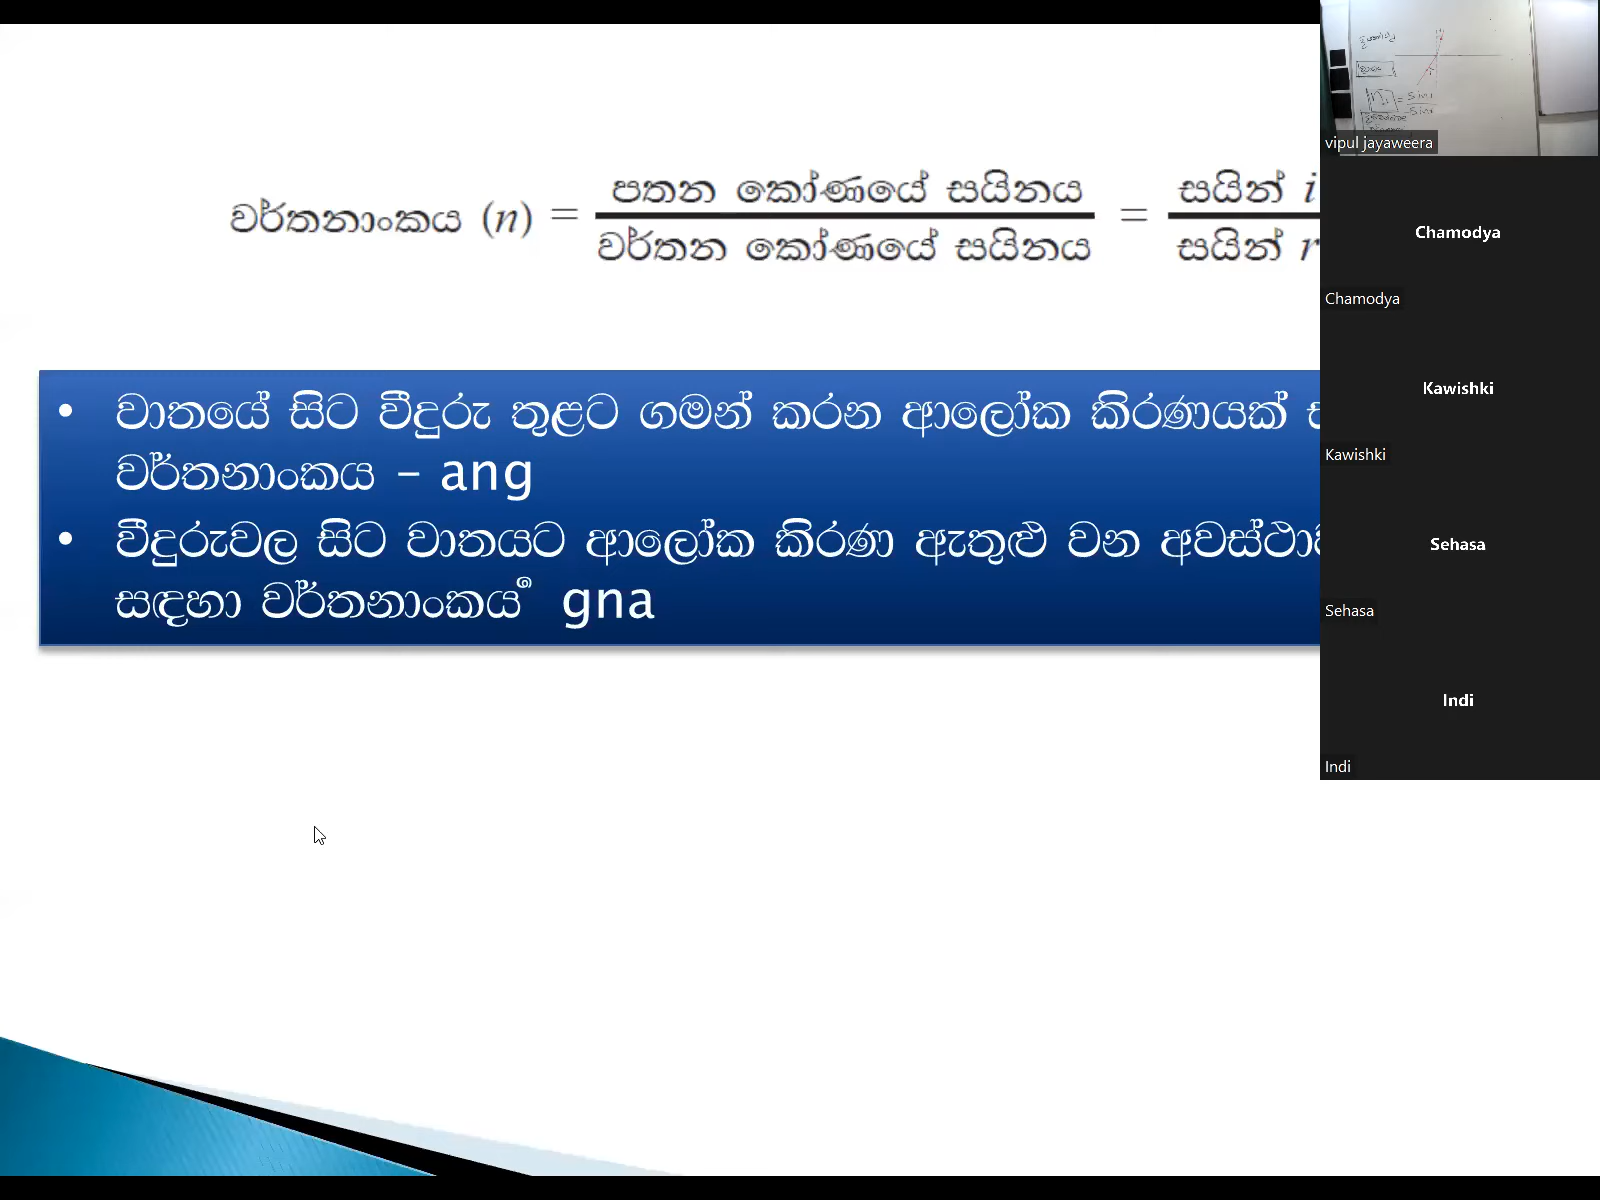 වර්තනාංකය (n) = පතන කෝණයේ සයිනය / වර්තන කෝණයේ සයිනය = සයින් i / සයින් r
• වාතයේ සිට වීදුරු තුළට ගමන් කරන ආලෝක කිරණයක්
වර්තනාංකය – ang
• වීදුරුවල සිට වාතයට ආලෝක කිරණ ඇතුළු වන
සඳහා වර්තනාංකය gna
vipul jayaweera
Chamodya
Chamodya
Kawishki
Kawishki
Sehasa
Sehasa
Indi
Indi